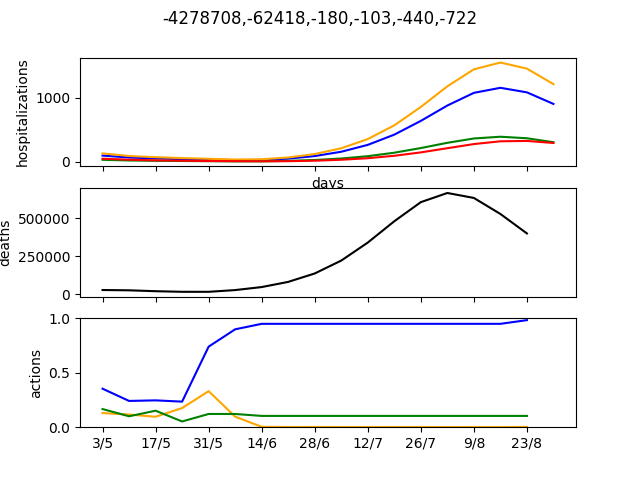 -4278708,-62418,-180,-103,-440,-722
hospitalizations
1000
0
days
deaths
500000
250000
0
actions
1.0
0.5
0.0
3/5 17/5 31/5 14/6 28/6 12/7 26/7 9/8 23/8